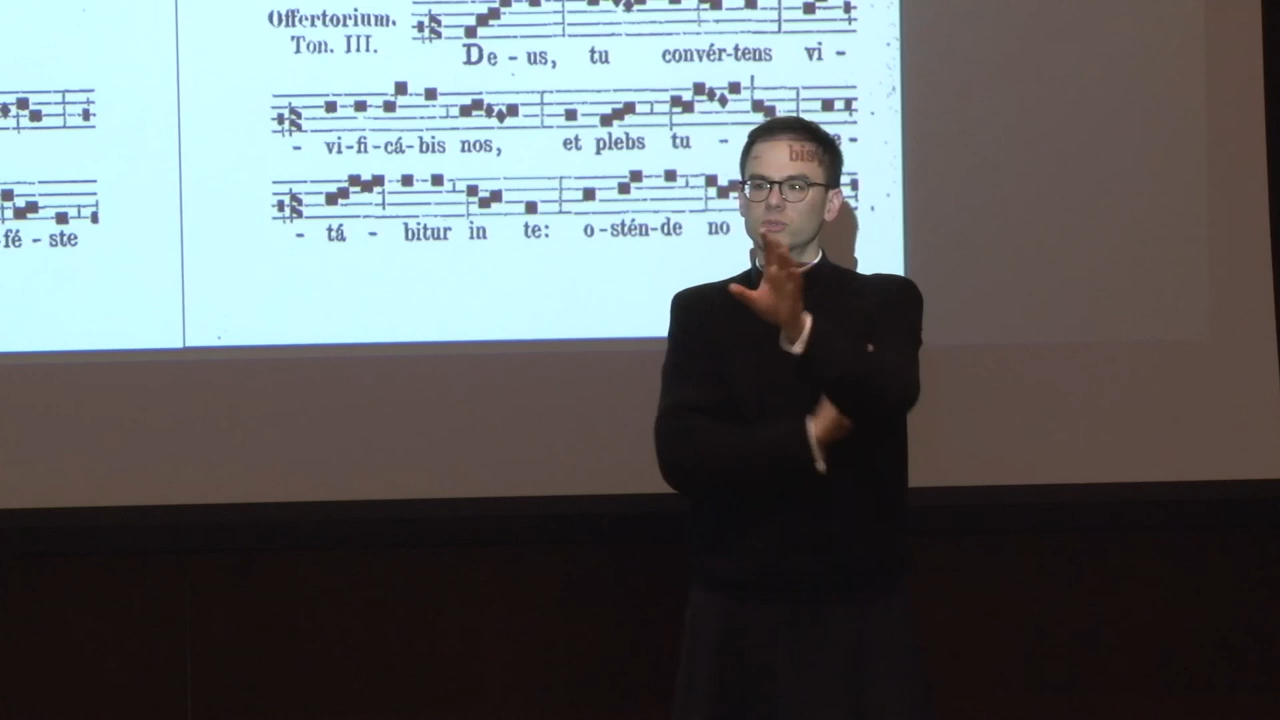 Offertorium.
Ton. III.
De - us, tu convér-tens vi -
- vi-fi-cá-bis nos, et plebs tu -
bis
- fé - ste
- tá - bitur in te: o-stén-de no